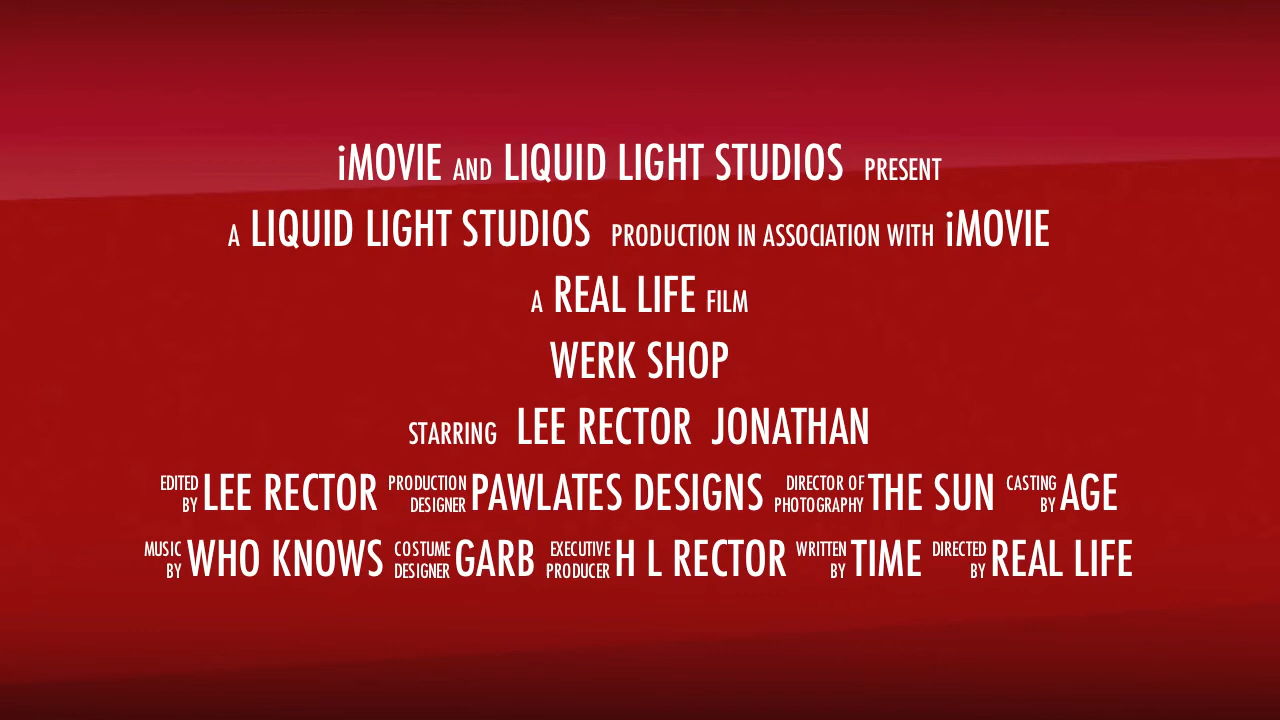 iMOVIE AND LIQUID LIGHT STUDIOS PRESENT
A LIQUID LIGHT STUDIOS PRODUCTION IN ASSOCIATION WITH iMOVIE
A REAL LIFE FILM
WERK SHOP
STARRING LEE RECTOR JONATHAN
EDITED BY LEE RECTOR PRODUCTION DESIGNER PAWLATES DESIGNS DIRECTOR OF PHOTOGRAPHY THE SUN CASTING BY AGE
MUSIC BY WHO KNOWS COSTUME DESIGNER GARB EXECUTIVE PRODUCER H L RECTOR WRITTEN BY TIME DIRECTED BY REAL LIFE